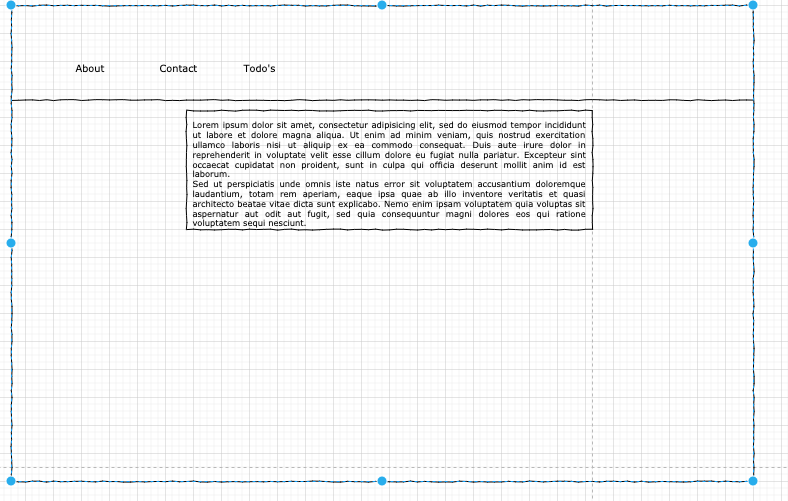 About Contact Todo's
Lorem ipsum dolor sit amet, consectetur adipisicing elit, sed do eiusmod tempor incididunt
ut labore et dolore magna aliqua. Ut enim ad minim veniam, quis nostrud exercitation
ullamco laboris nisi ut aliquip ex ea commodo consequat. Duis aute irure dolor in
reprehenderit in voluptate velit esse cillum dolore eu fugiat nulla pariatur. Excepteur sint
occaecat cupidatat non proident, sunt in culpa qui officia deserunt mollit anim id est
laborum.
Sed ut perspiciatis unde omnis iste natus error sit voluptatem accusantium doloremque
laudantium, totam rem aperiam, eaque ipsa quae ab illo inventore veritatis et quasi
architecto beatae vitae dicta sunt explicabo. Nemo enim ipsam voluptatem quia voluptas sit
aspernatur aut odit aut fugit, sed quia consequuntur magni dolores eos qui ratione
voluptatem sequi nesciunt.